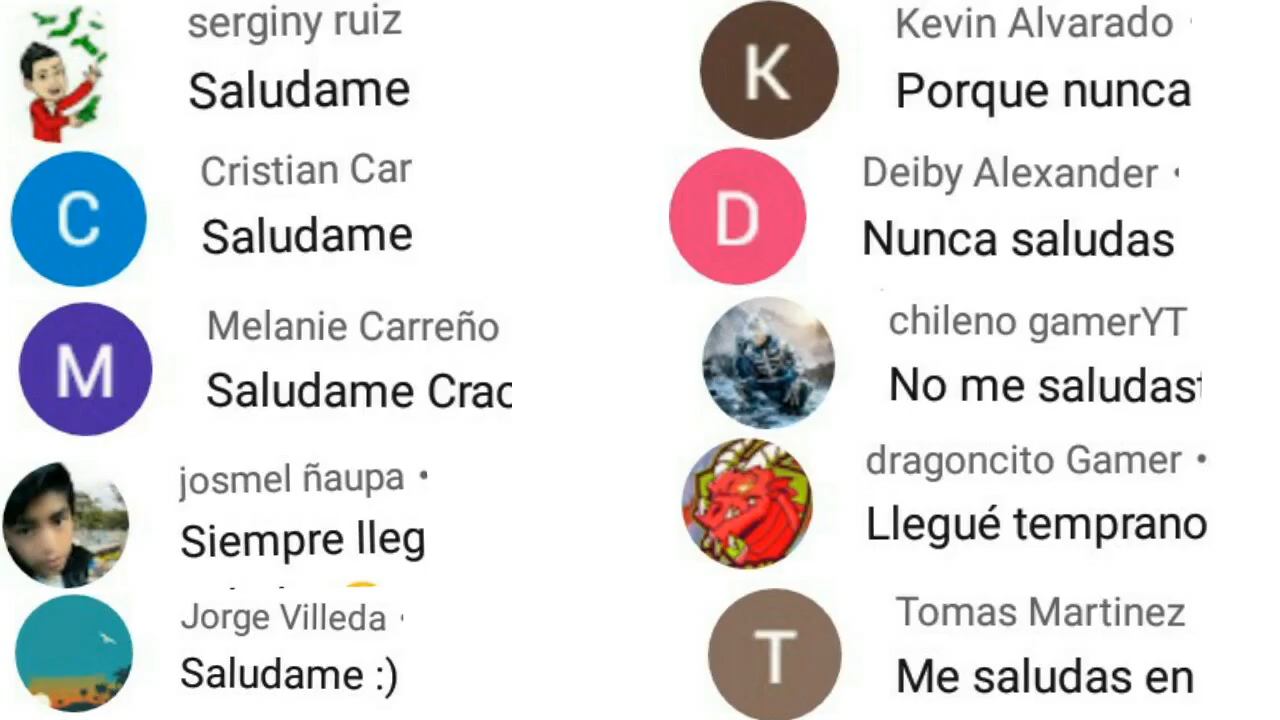 serginy ruiz
Saludame
C
Cristian Car
Saludame
M
Melanie Carreño
Saludame Crac
josmel ñaupa •
Siempre lleg
Jorge Villeda
Saludame :)
K
Kevin Alvarado
Porque nunca
D
Deiby Alexander •
Nunca saludas
chileno gamerYT
No me saludast
dragoncito Gamer •
Llegué temprano
T
Tomas Martinez
Me saludas en